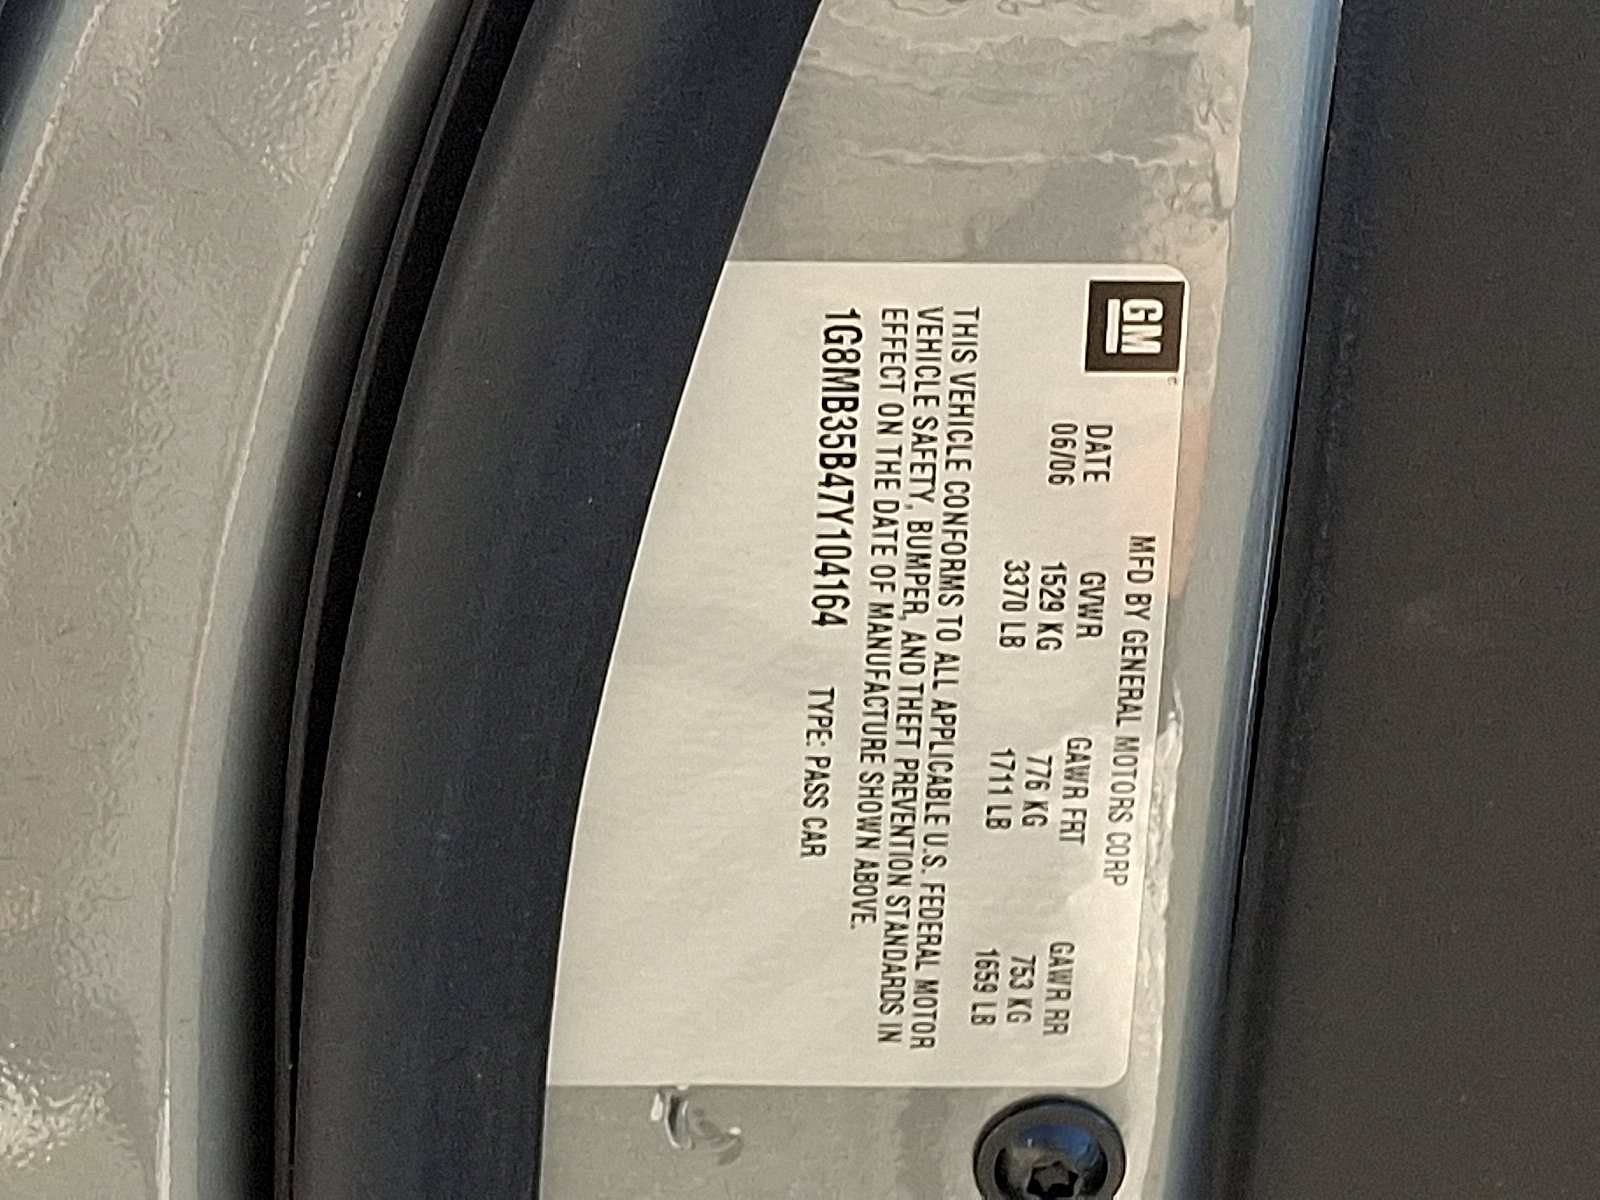 GM
MFD BY GENERAL MOTORS CORP
DATE GVWR GAWR FRT GAWR RR
06/06 1529 KG 776 KG 753 KG
3370 LB 1711 LB 1659 LB
THIS VEHICLE CONFORMS TO ALL APPLICABLE U.S. FEDERAL MOTOR
VEHICLE SAFETY, BUMPER, AND THEFT PREVENTION STANDARDS IN
EFFECT ON THE DATE OF MANUFACTURE SHOWN ABOVE.
1G8MB35B47Y104164 TYPE: PASS CAR